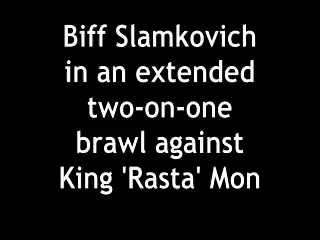 Biff Slamkovich
in an extended
two-on-one
brawl against
King 'Rasta' Mon